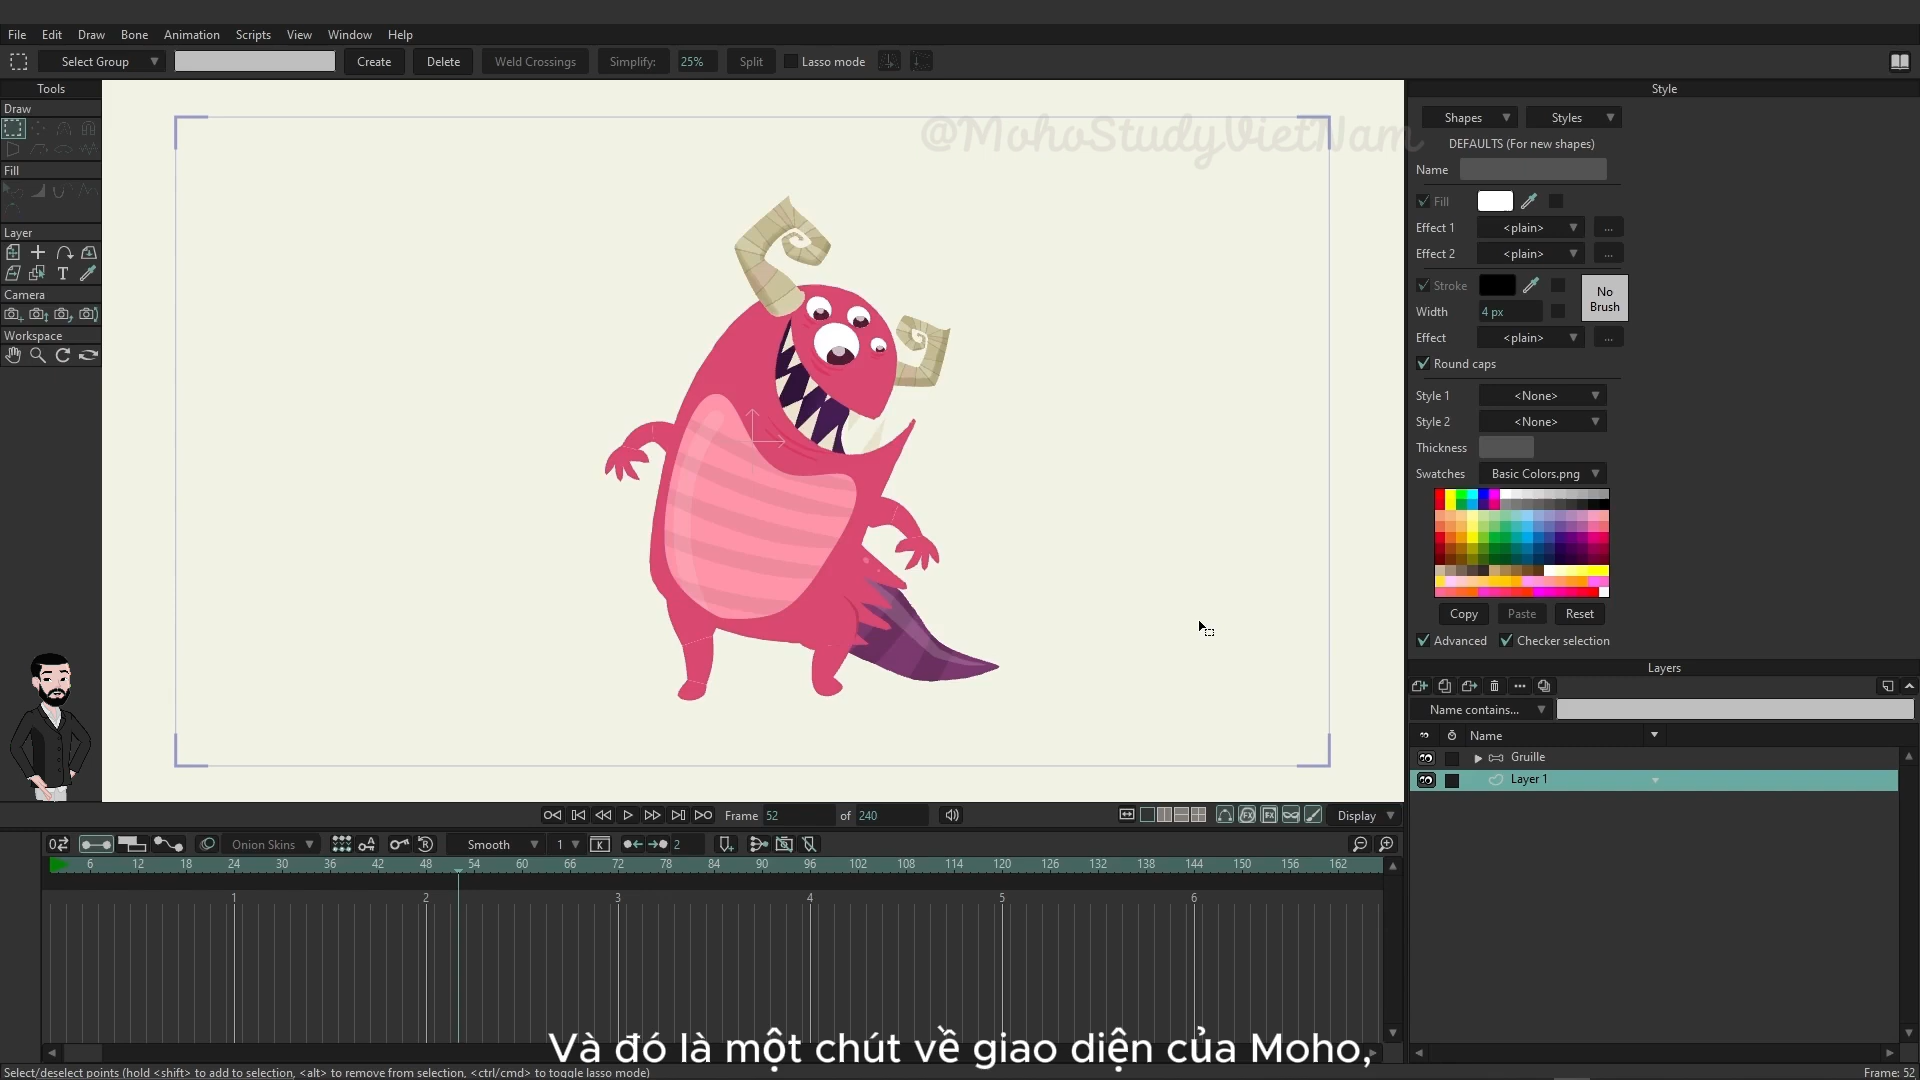 File Edit Draw Bone Animation Scripts View Window Help
Select Group Create Delete Weld Crossings Simplify: 25% Split Lasso mode
Tools
Draw
Fill
Layer
T
Camera
Workspace
@MohoStudyVietNam
Style
Shapes Styles
DEFAULTS (For new shapes)
Name
Fill
Effect 1 <plain> ...
Effect 2 <plain> ...
Stroke
No
Brush
Width 4 px
Effect <plain> ...
Round caps
Style 1 <None>
Style 2 <None>
Thickness
Swatches Basic Colors.png
Copy Paste Reset
Advanced Checker selection
Layers
Name contains...
Name
Gruille
Layer 1
Frame 52 of 240 Display
Onion Skins Smooth 1 K 2
6 12 18 24 30 36 42 48 54 60 66 72 78 84 90 96 102 108 114 120 126 132 138 144 150 156 162
1 2 3 4 5 6
Và đó là một chút về giao diện của Moho,
Select/deselect points (hold <shift> to add to selection, <alt> to remove from selection, <ctrl/cmd> to toggle lasso mode) Frame: 52